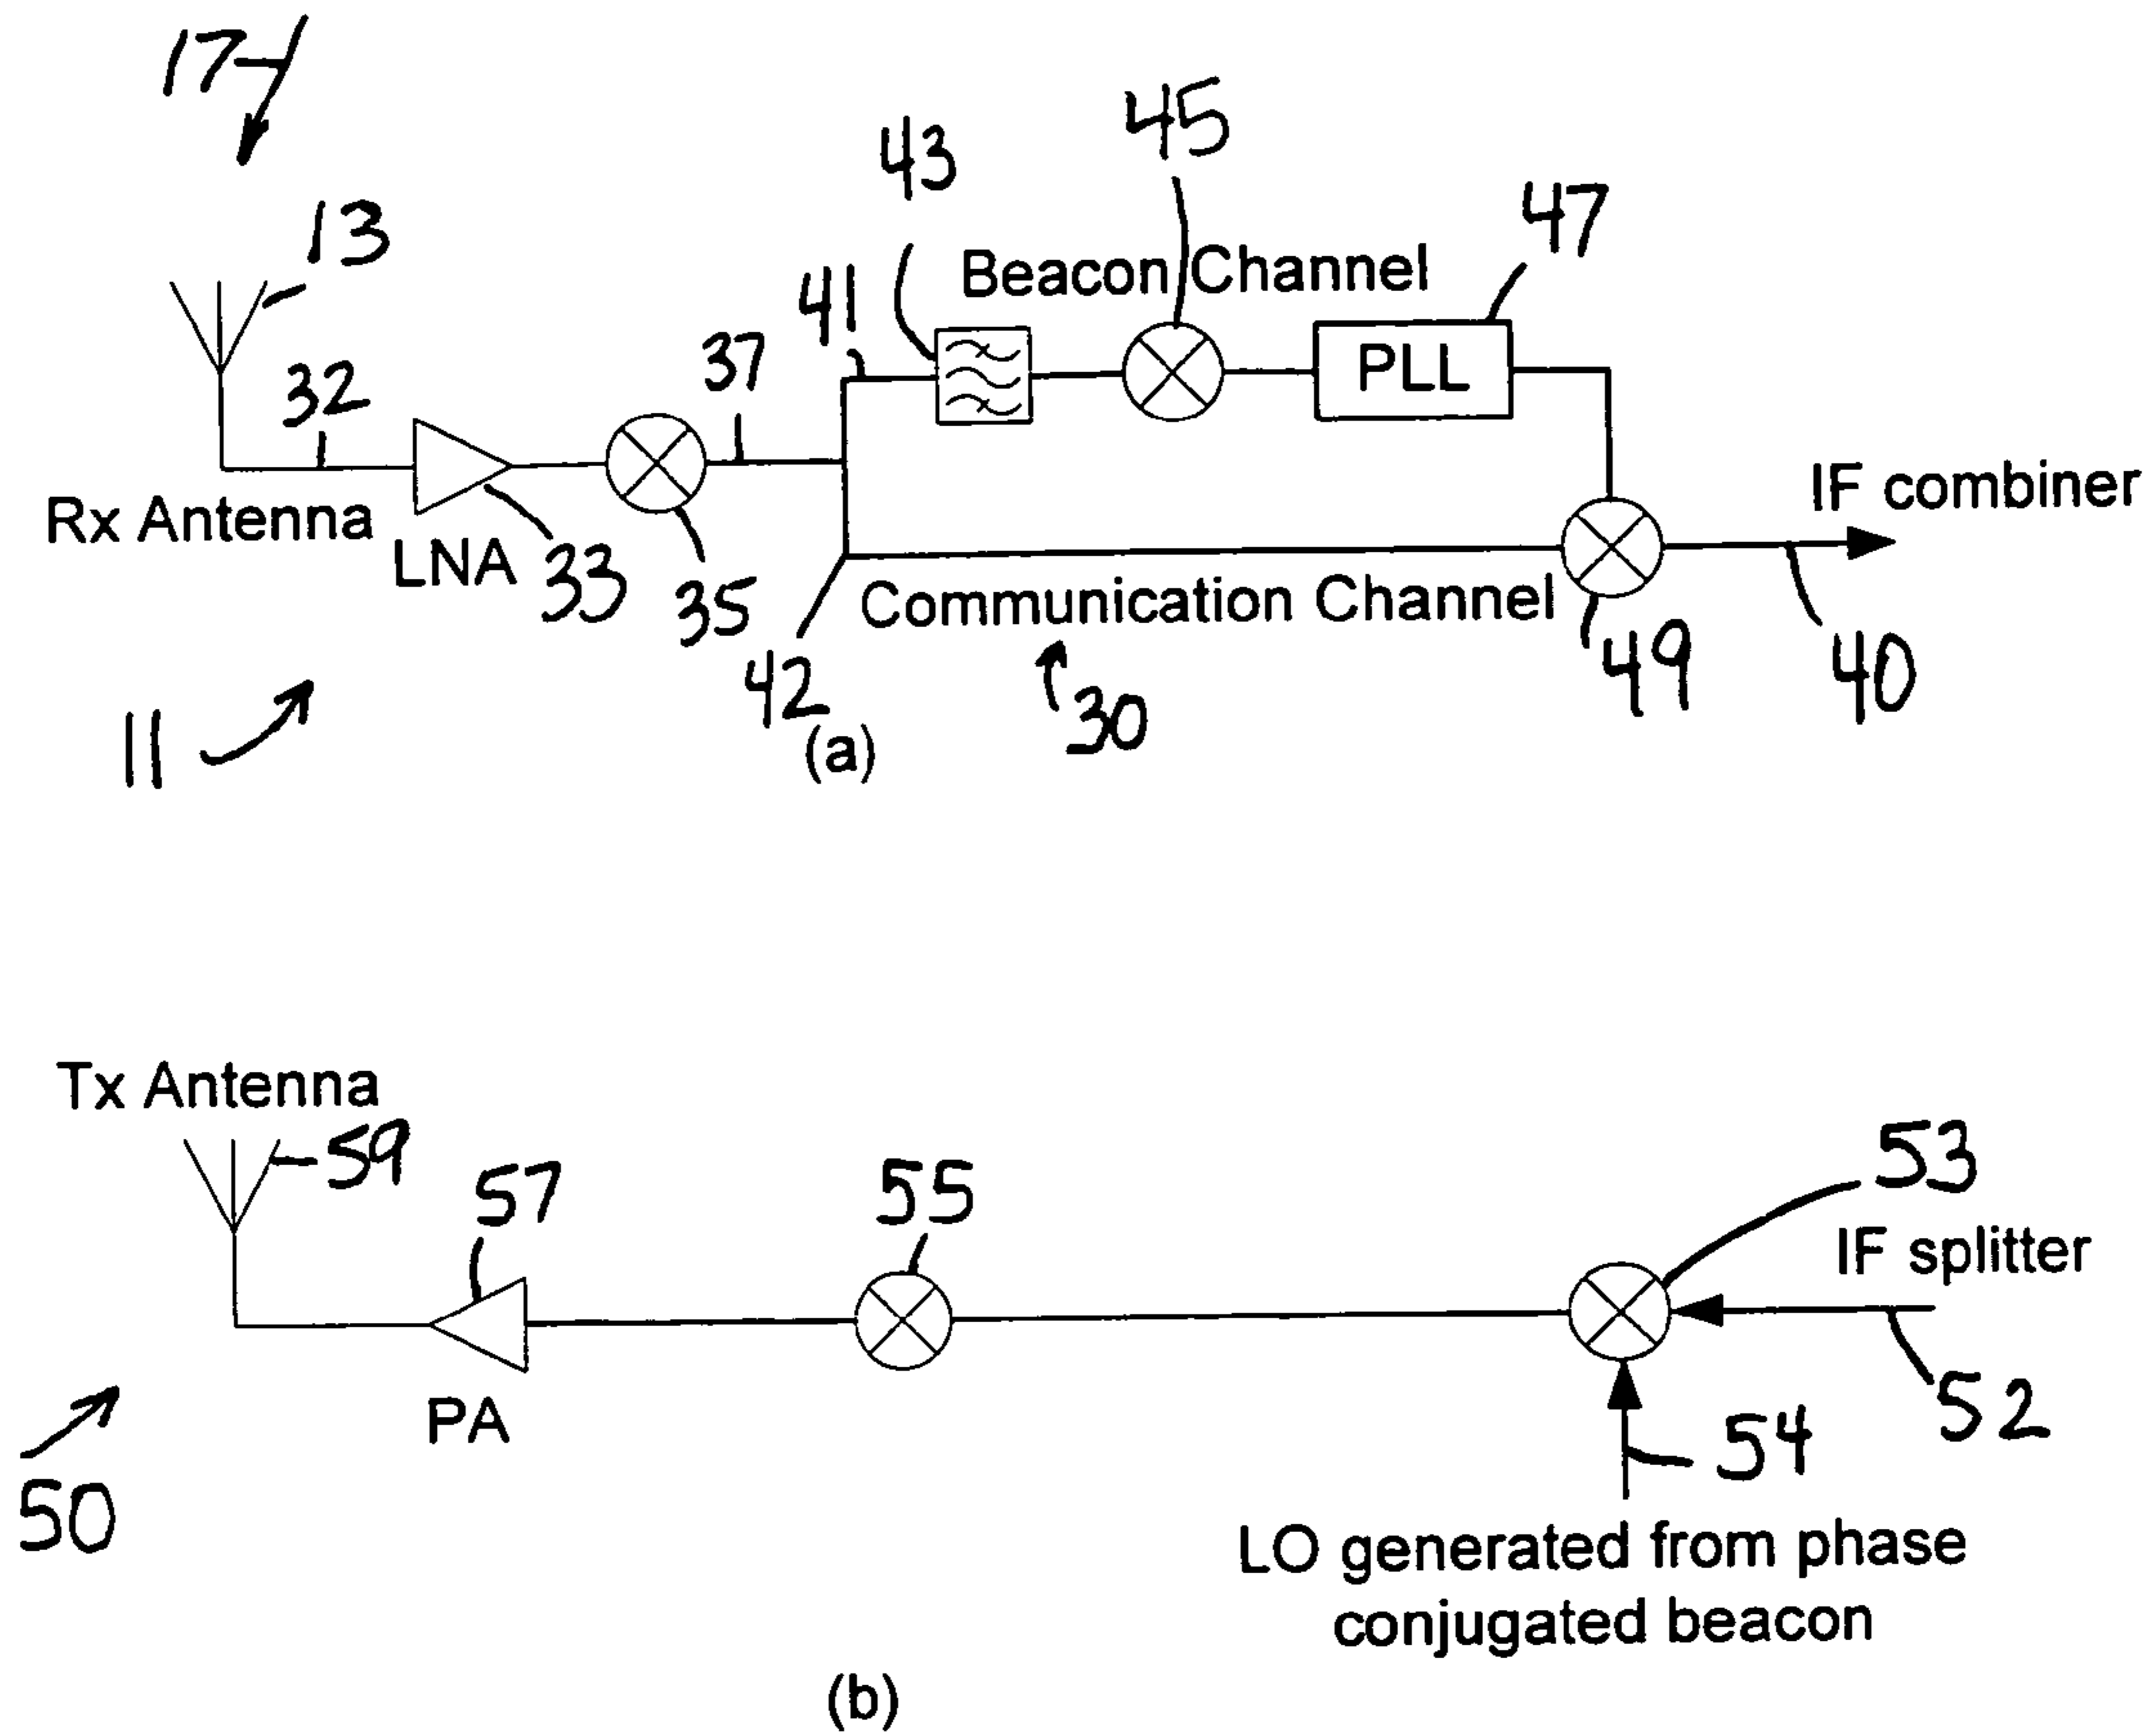 17
45
43
47
13
Beacon Channel
41
37
32
PLL
IF combiner
Rx Antenna
LNA
33
35
Communication Channel
49
40
42
30
11
(a)
Tx Antenna
59
57
55
53
IF splitter
52
PA
54
50
LO generated from phase
conjugated beacon
(b)